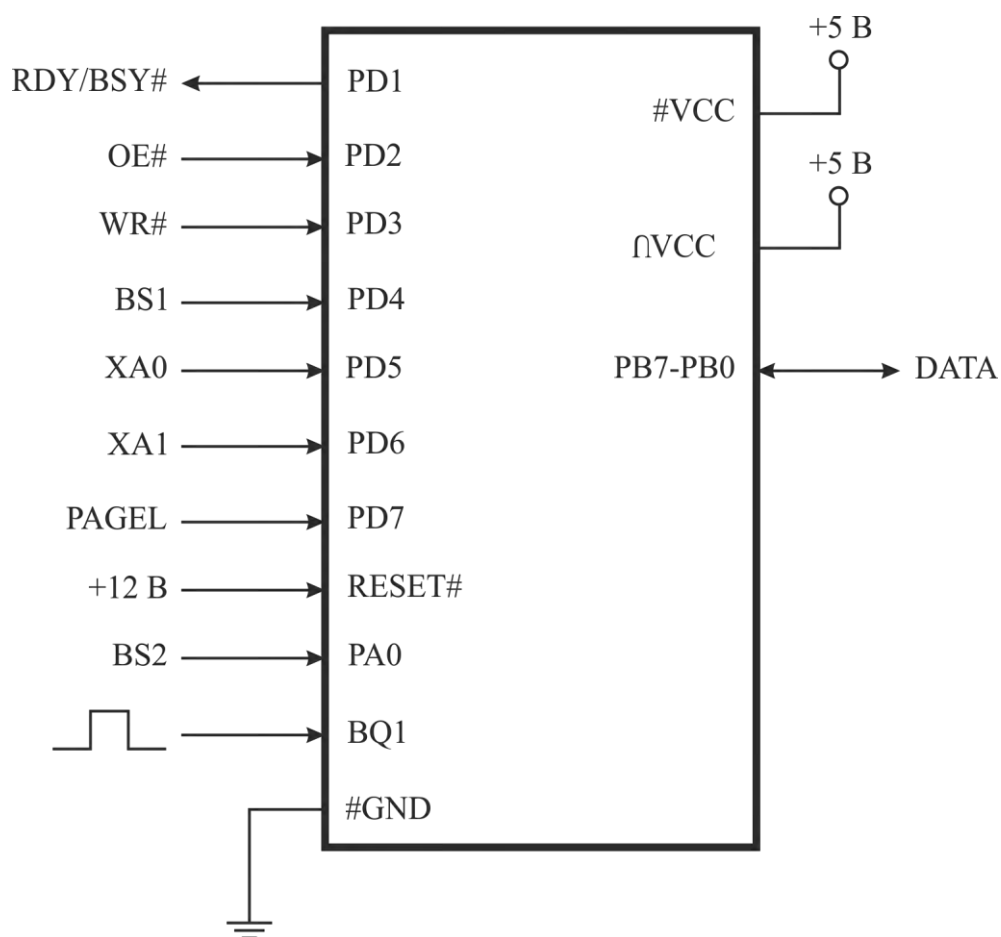 +5 В
RDY/BSY# PD1
#VCC
OE# PD2
+5 В
WR# PD3
∩VCC
BS1 PD4
XA0 PD5 PB7-PB0 DATA
XA1 PD6
PAGEL PD7
+12 В RESET#
BS2 PA0
BQ1
#GND